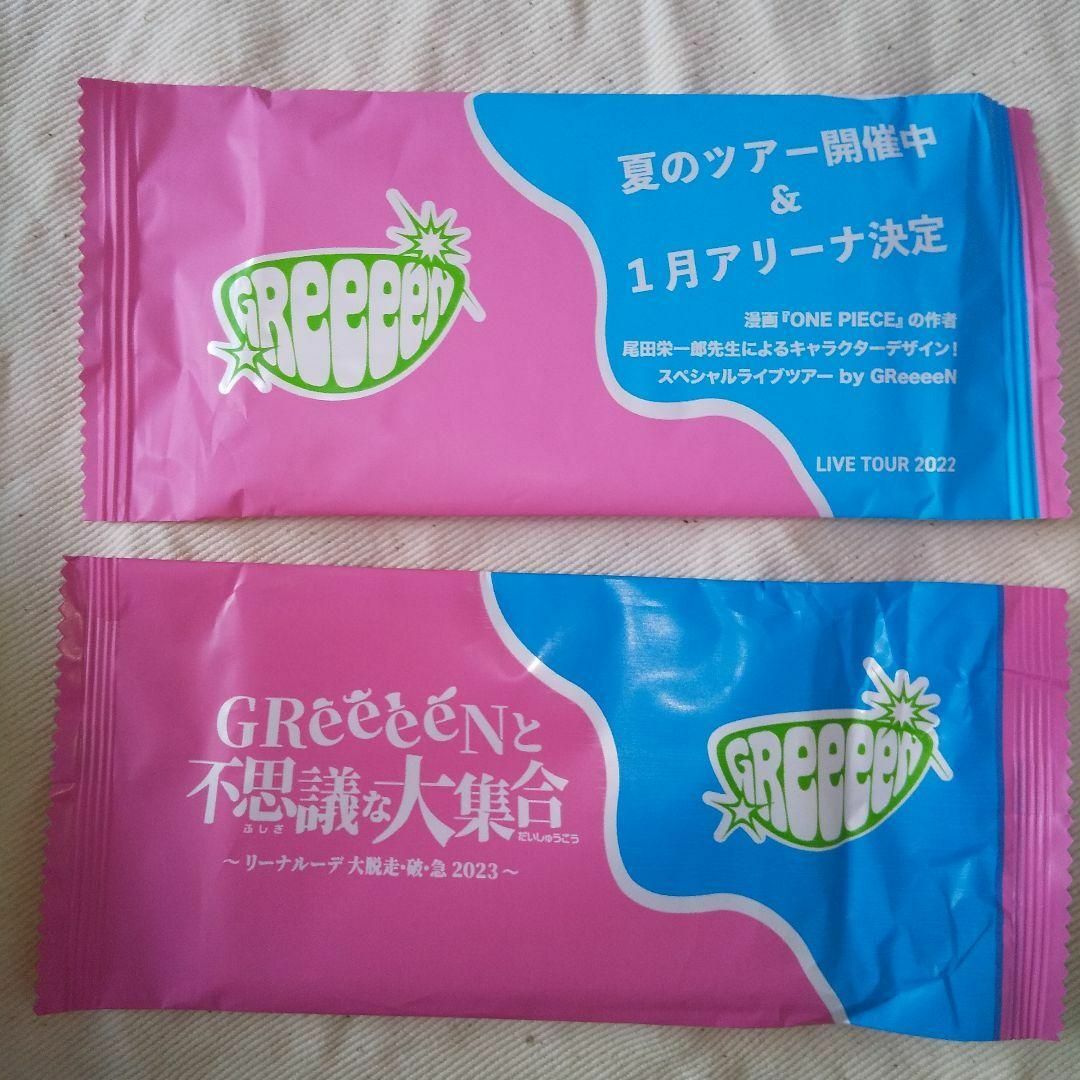 GReeeeN
夏のツアー開催中
&
1月アリーナ決定
漫画『ONE PIECE』の作者
尾田栄一郎先生によるキャラクターデザイン!
スペシャルライブツアー by GReeeeN
LIVE TOUR 2022
GReeeeNと
不思議な大集合
ふしぎ だいしゅうごう
～リーナルーデ 大脱走・破・急 2023～
GReeeeN